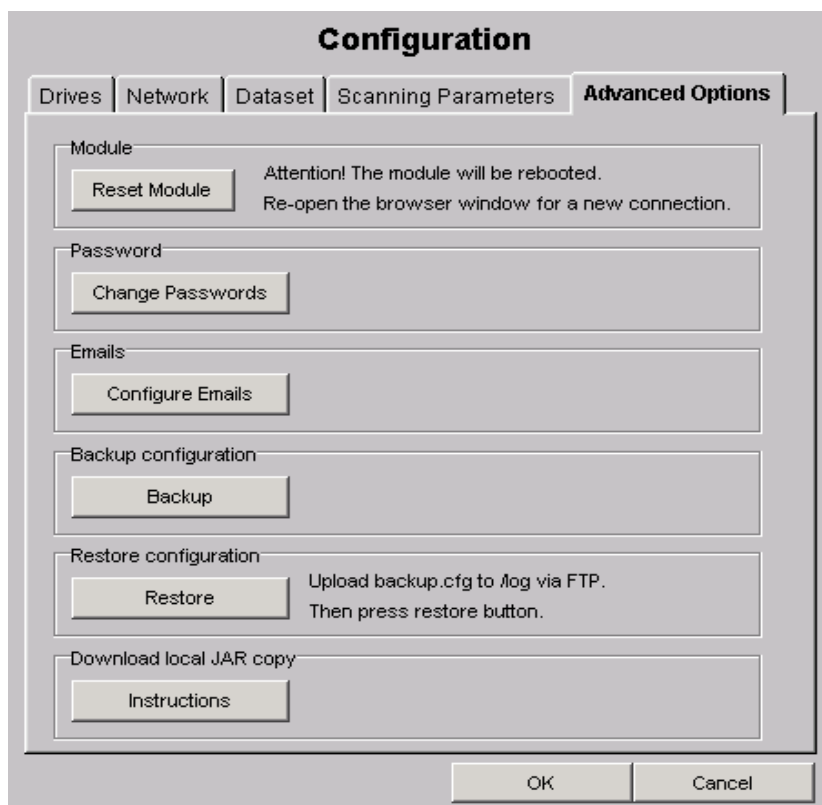 Configuration
Drives Network Dataset Scanning Parameters Advanced Options
Module
Reset Module
Attention! The module will be rebooted.
Re-open the browser window for a new connection.
Password
Change Passwords
Emails
Configure Emails
Backup configuration
Backup
Restore configuration
Restore
Upload backup.cfg to /log via FTP.
Then press restore button.
Download local JAR copy
Instructions
OK Cancel